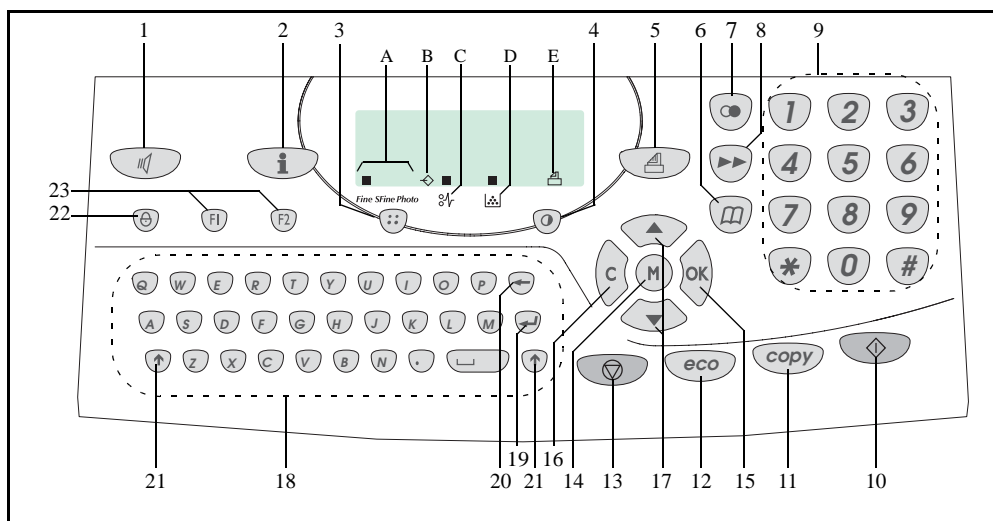 1 2 3 4 5 6 7 8 9
A B C D E
1 2 3
4 5 6
7 8 9
* 0 #
Fine SFine Photo
23
22
F1 F2
C M OK
Q W E R T Y U I O P
A S D F G H J K L M
Z X C V B N .
eco copy
21 18 20 19 21 16 14 13 17 12 15 11 10